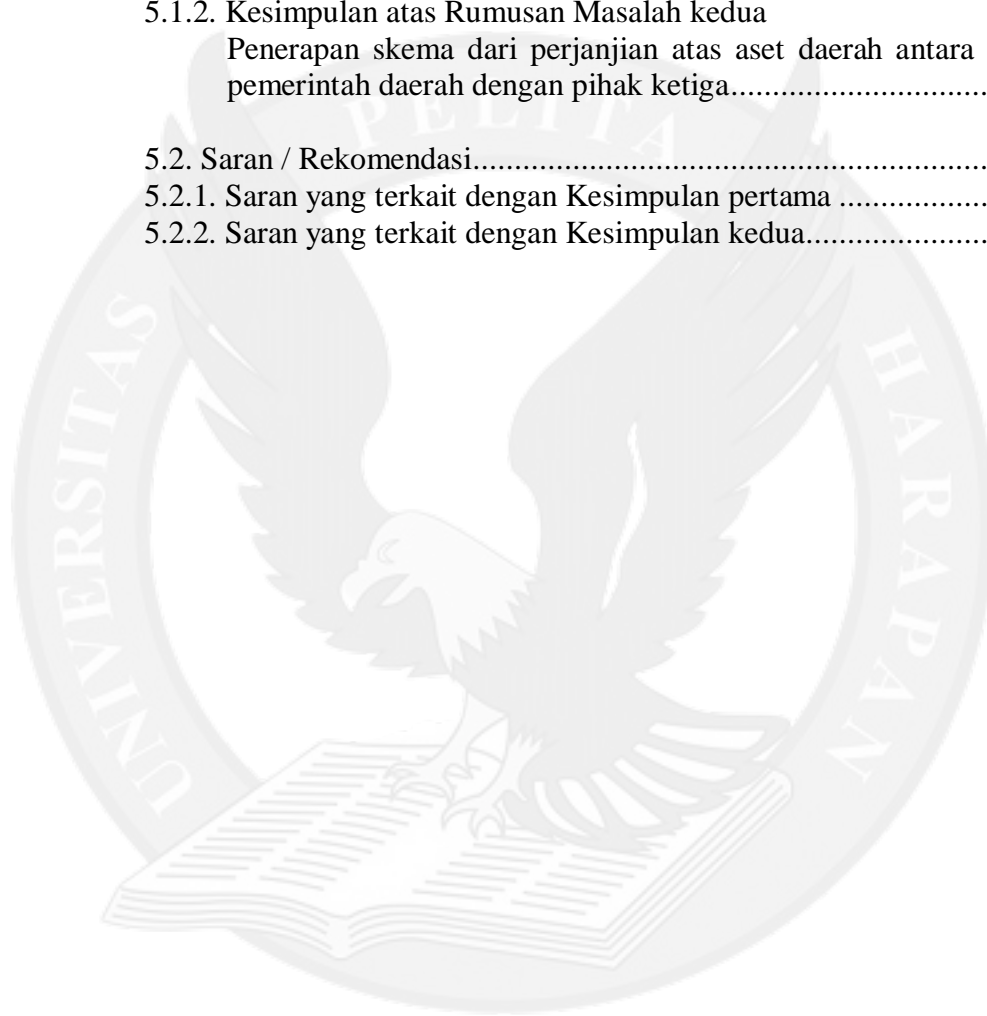 5.1.2. Kesimpulan atas Rumusan Masalah kedua
Penerapan skema dari perjanjian atas aset daerah antara
pemerintah daerah dengan pihak ketiga............................
5.2. Saran / Rekomendasi...............................................................
5.2.1. Saran yang terkait dengan Kesimpulan pertama ..................
5.2.2. Saran yang terkait dengan Kesimpulan kedua......................
UNIVERSITAS PELITA HARAPAN